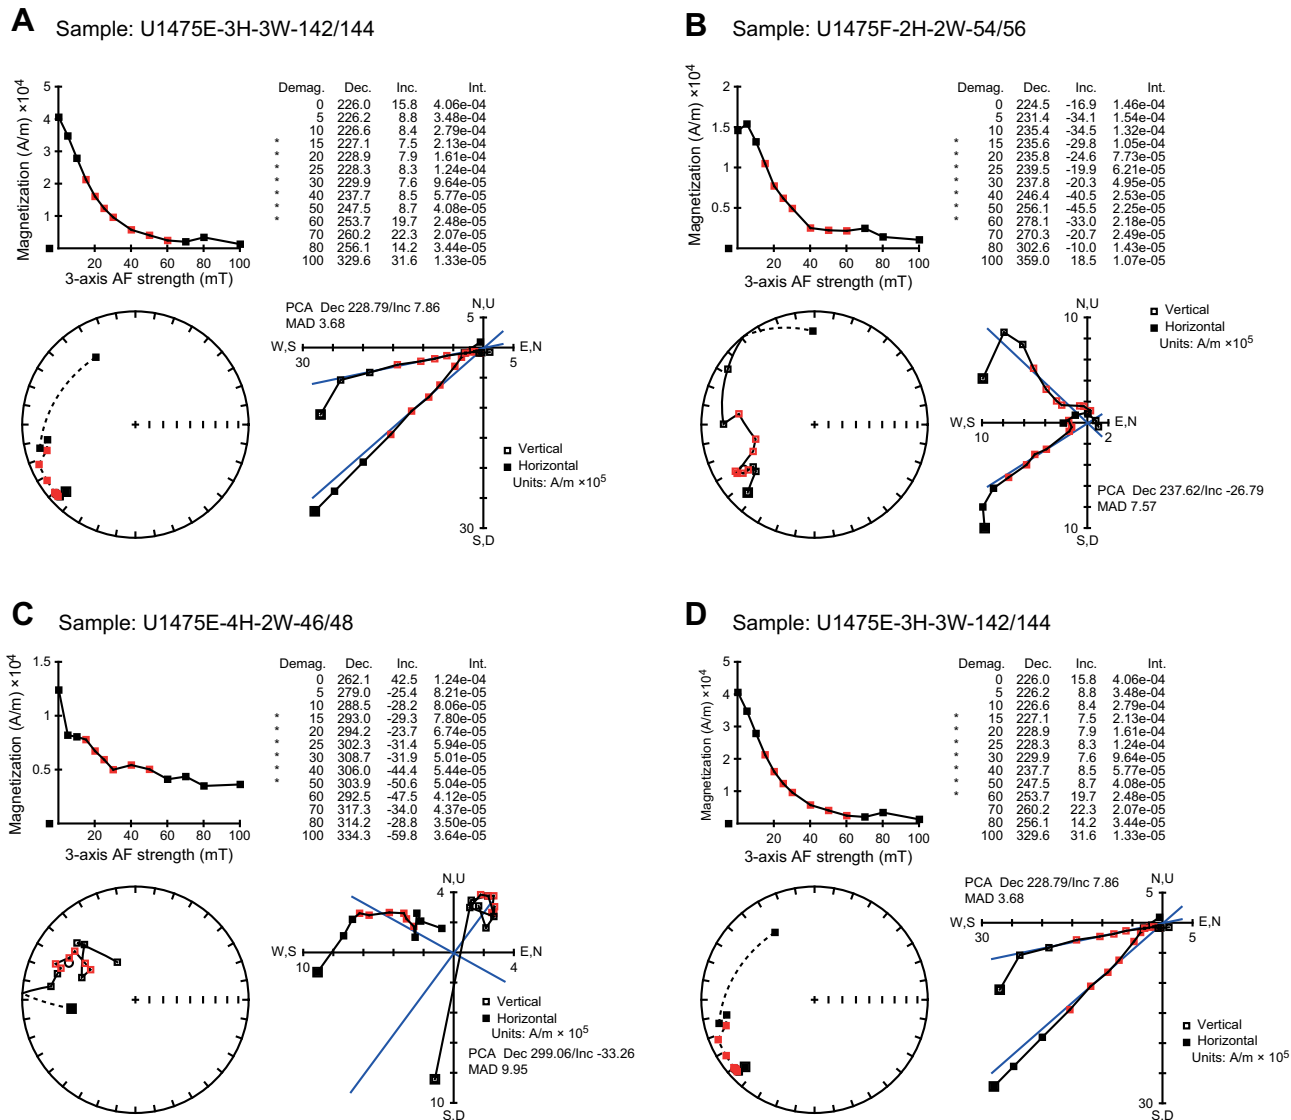 A Sample: U1475E-3H-3W-142/144
Magnetization (A/m) ×10⁴
5
4
3
2
1
20 40 60 80 100
3-axis AF strength (mT)
Demag. Dec. Inc. Int.
0 226.0 15.8 4.06e-04
5 226.2 8.8 3.48e-04
10 226.6 8.4 2.79e-04
* 15 227.1 7.5 2.13e-04
* 20 228.9 7.9 1.61e-04
* 25 228.3 8.3 1.24e-04
* 30 229.9 7.6 9.64e-05
* 40 237.7 8.5 5.77e-05
* 50 247.5 8.7 4.08e-05
* 60 253.7 19.7 2.48e-05
70 260.2 22.3 2.07e-05
80 256.1 14.2 3.44e-05
100 329.6 31.6 1.33e-05
PCA Dec 228.79/Inc 7.86
MAD 3.68
N,U
5
W,S
30
E,N
5
Vertical
Horizontal
Units: A/m ×10⁵
30
S,D
B Sample: U1475F-2H-2W-54/56
Magnetization (A/m) ×10⁴
2
1.5
1
0.5
20 40 60 80 100
3-axis AF strength (mT)
Demag. Dec. Inc. Int.
0 224.5 -16.9 1.46e-04
5 231.4 -34.1 1.54e-04
10 235.4 -34.5 1.32e-04
* 15 235.6 -29.8 1.05e-04
* 20 235.8 -24.6 7.73e-05
* 25 239.5 -19.9 6.21e-05
* 30 237.8 -20.3 4.95e-05
* 40 246.4 -40.5 2.53e-05
* 50 256.1 -45.5 2.25e-05
* 60 278.1 -33.0 2.18e-05
70 270.3 -20.7 2.49e-05
80 302.6 -10.0 1.43e-05
100 359.0 18.5 1.07e-05
N,U
10
Vertical
Horizontal
Units: A/m ×10⁵
W,S
10
E,N
2
PCA Dec 237.62/Inc -26.79
MAD 7.57
10
S,D
C Sample: U1475E-4H-2W-46/48
Magnetization (A/m) ×10⁴
1.5
1
0.5
20 40 60 80 100
3-axis AF strength (mT)
Demag. Dec. Inc. Int.
0 262.1 42.5 1.24e-04
5 279.0 -25.4 8.21e-05
10 288.5 -28.2 8.06e-05
* 15 293.0 -29.3 7.80e-05
* 20 294.2 -23.7 6.74e-05
* 25 302.3 -31.4 5.94e-05
* 30 308.7 -31.9 5.01e-05
* 40 306.0 -44.4 5.44e-05
* 50 303.9 -50.6 5.04e-05
60 292.5 -47.5 4.12e-05
70 317.3 -34.0 4.37e-05
80 314.2 -28.8 3.50e-05
100 334.3 -59.8 3.64e-05
N,U
4
W,S
10
E,N
4
Vertical
Horizontal
Units: A/m × 10⁵
PCA Dec 299.06/Inc -33.26
MAD 9.95
10
S,D
D Sample: U1475E-3H-3W-142/144
Magnetization (A/m) ×10⁴
5
4
3
2
1
20 40 60 80 100
3-axis AF strength (mT)
Demag. Dec. Inc. Int.
0 226.0 15.8 4.06e-04
5 226.2 8.8 3.48e-04
10 226.6 8.4 2.79e-04
* 15 227.1 7.5 2.13e-04
* 20 228.9 7.9 1.61e-04
* 25 228.3 8.3 1.24e-04
* 30 229.9 7.6 9.64e-05
* 40 237.7 8.5 5.77e-05
* 50 247.5 8.7 4.08e-05
* 60 253.7 19.7 2.48e-05
70 260.2 22.3 2.07e-05
80 256.1 14.2 3.44e-05
100 329.6 31.6 1.33e-05
PCA Dec 228.79/Inc 7.86
MAD 3.68
N,U
5
W,S
30
E,N
5
Vertical
Horizontal
Units: A/m × 10⁵
30
S,D